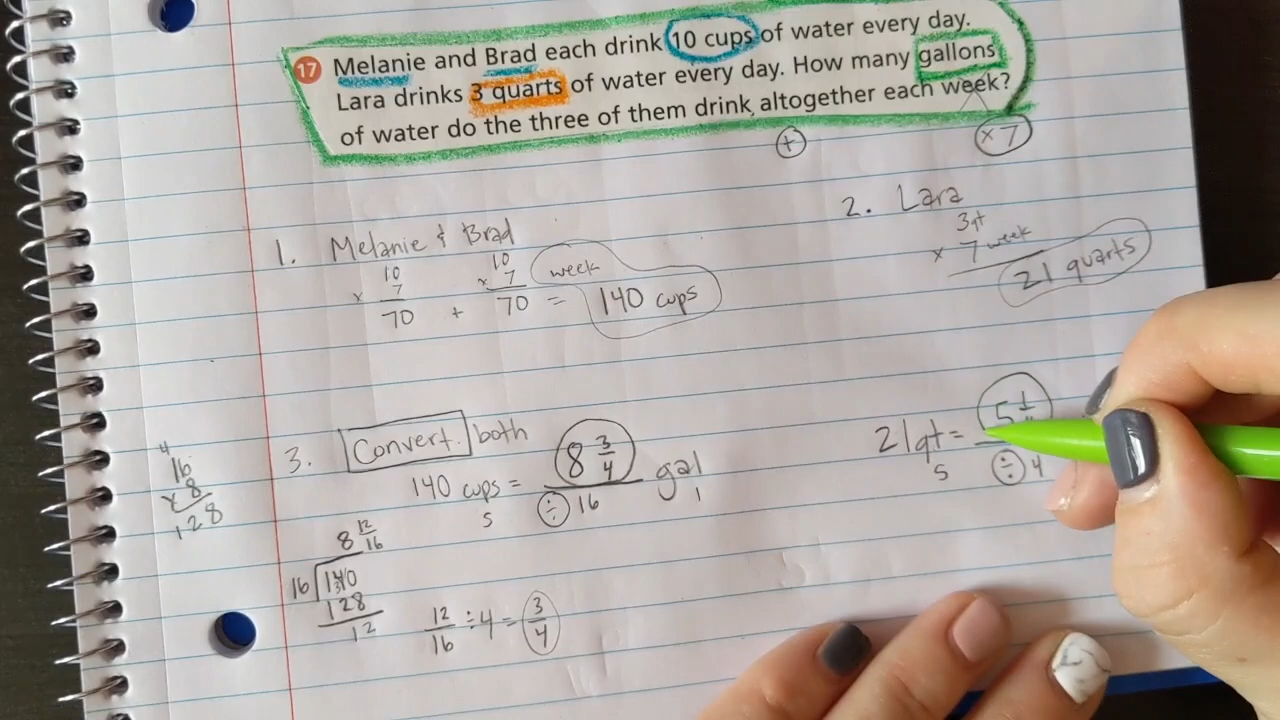 17 Melanie and Brad each drink 10 cups of water every day.
Lara drinks 3 quarts of water every day. How many gallons
of water do the three of them drink altogether each week?
+
× 7
1. Melanie & Brad
10
× 7
70
+
10
× 7
70
=
week
140 cups
2. Lara
3qt
× 7 week
21 quarts
3. Convert. both
140 cups = 8 3/4 gal
÷ 16
S
1
21qt = 5 1/4
÷ 4
S
4
16
× 8
128
8 12/16
16 140
128
12
12/16 ÷ 4 = 3/4